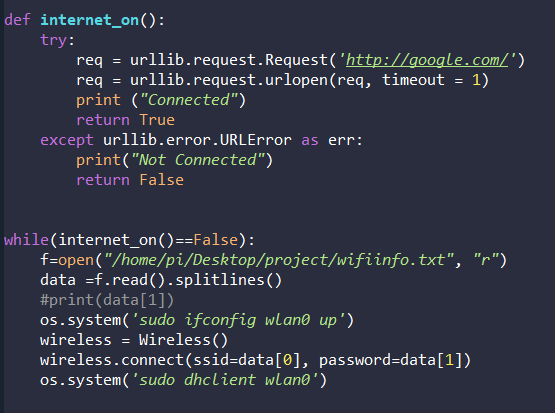 def internet_on():
    try:
        req = urllib.request.Request('http://google.com/')
        req = urllib.request.urlopen(req, timeout = 1)
        print ("Connected")
        return True
    except urllib.error.URLError as err:
        print("Not Connected")
        return False
while(internet_on()==False):
    f=open("/home/pi/Desktop/project/wifiinfo.txt", "r")
    data =f.read().splitlines()
    #print(data[1])
    os.system('sudo ifconfig wlan0 up')
    wireless = Wireless()
    wireless.connect(ssid=data[0], password=data[1])
    os.system('sudo dhclient wlan0')